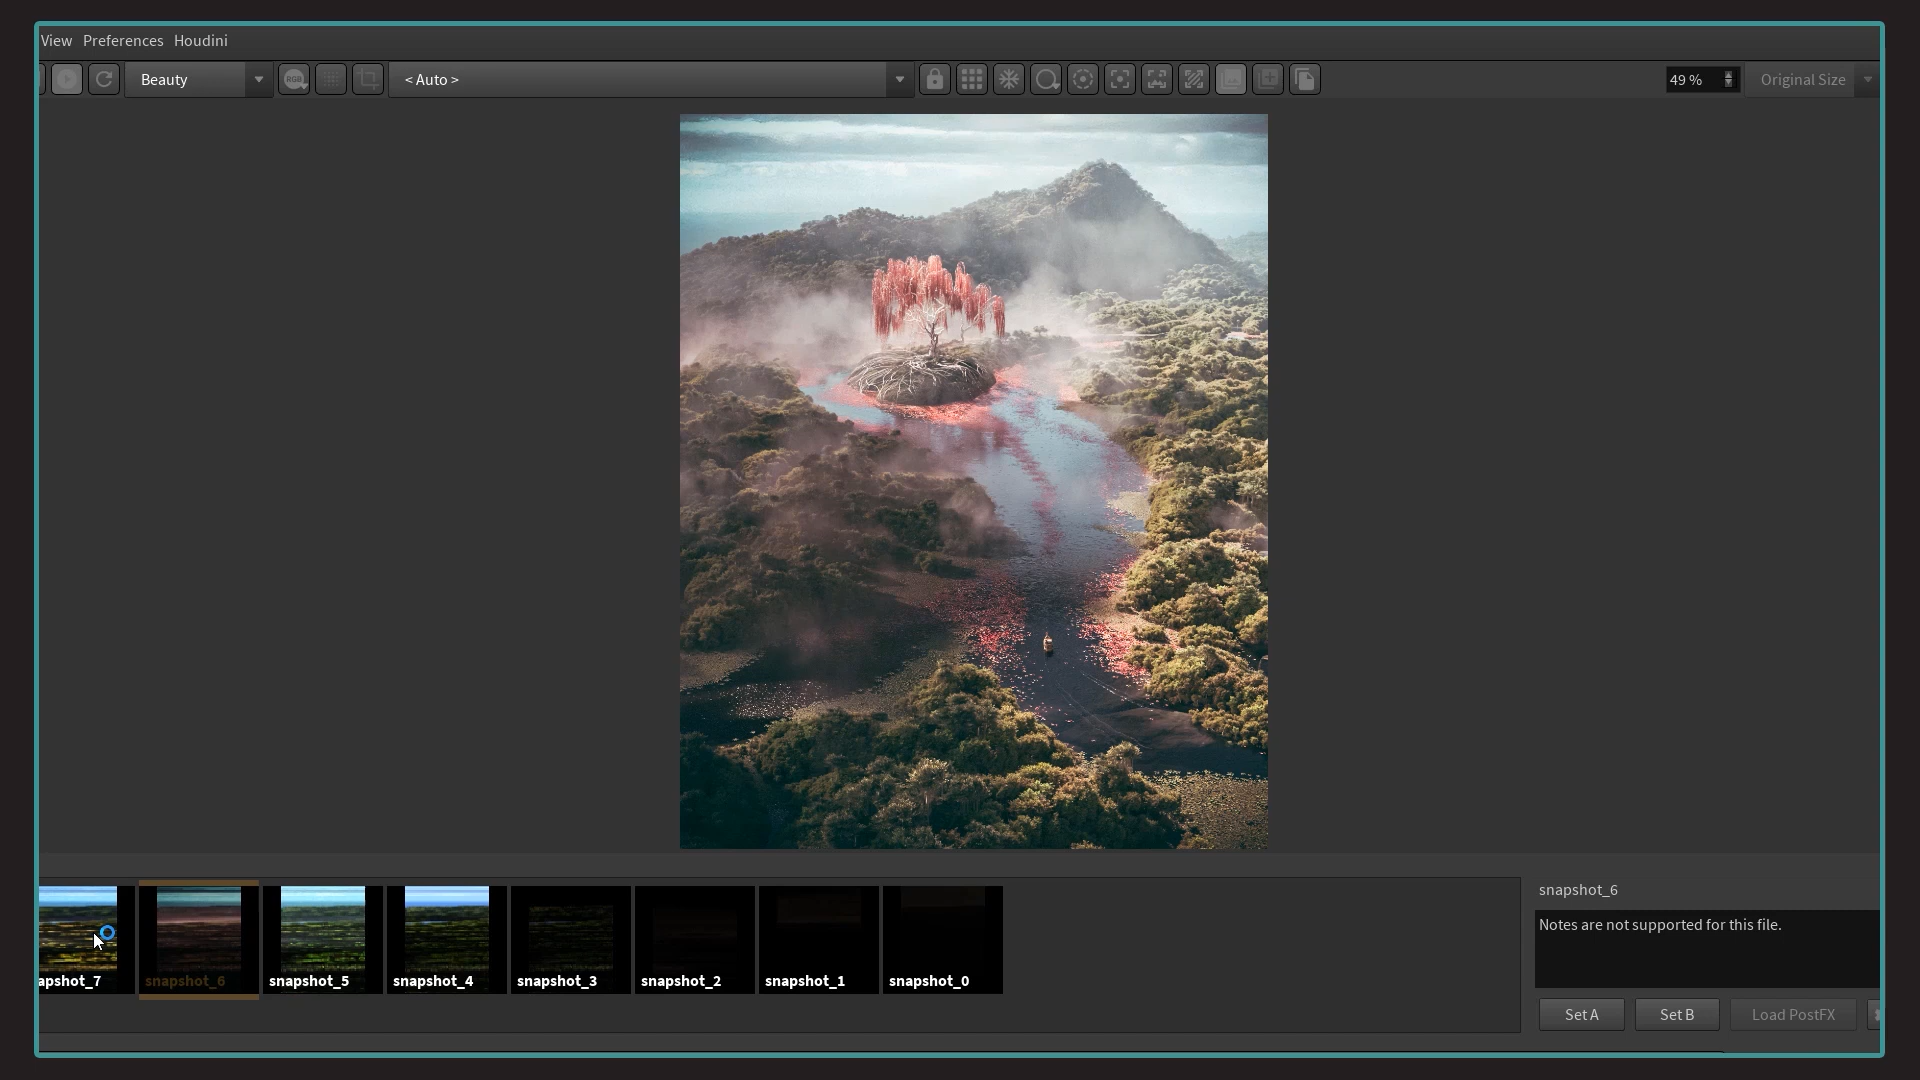 View Preferences Houdini
Beauty
RGB
< Auto >
49 %
Original Size
apshot_7
snapshot_6
snapshot_5
snapshot_4
snapshot_3
snapshot_2
snapshot_1
snapshot_0
snapshot_6
Notes are not supported for this file.
Set A
Set B
Load PostFX